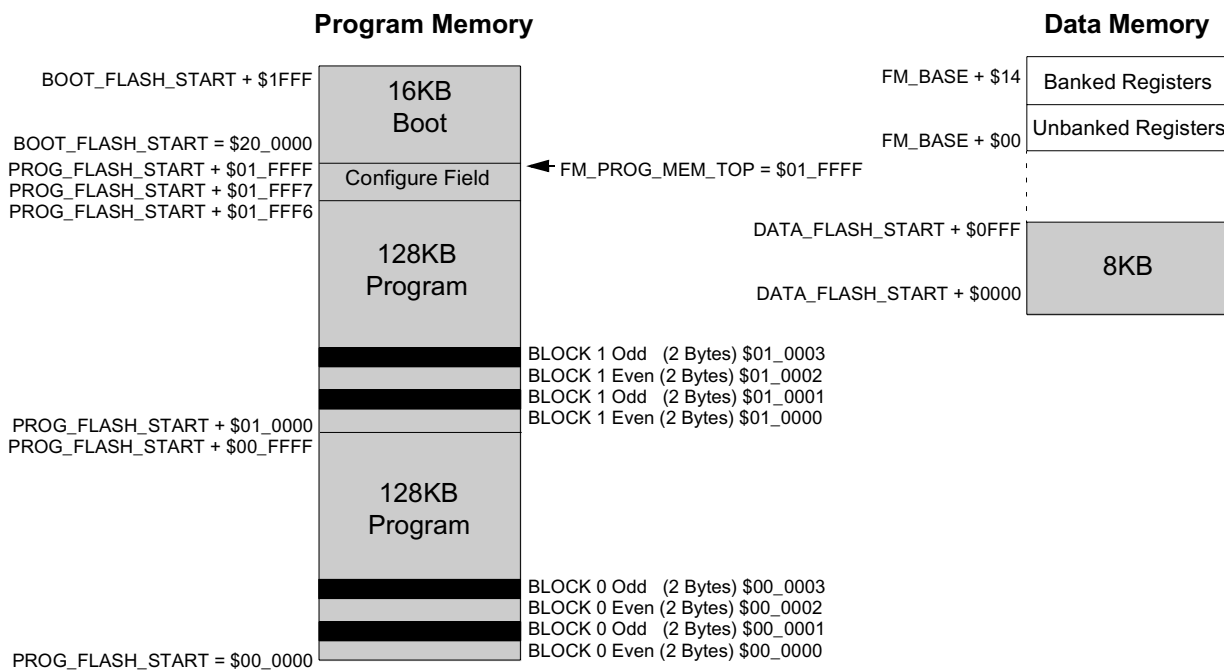 Program Memory
BOOT_FLASH_START + $1FFF
16KB
Boot
BOOT_FLASH_START = $20_0000
PROG_FLASH_START + $01_FFFF
FM_PROG_MEM_TOP = $01_FFFF
Configure Field
PROG_FLASH_START + $01_FFF7
PROG_FLASH_START + $01_FFF6
128KB
Program
BLOCK 1 Odd (2 Bytes) $01_0003
BLOCK 1 Even (2 Bytes) $01_0002
BLOCK 1 Odd (2 Bytes) $01_0001
BLOCK 1 Even (2 Bytes) $01_0000
PROG_FLASH_START + $01_0000
PROG_FLASH_START + $00_FFFF
128KB
Program
BLOCK 0 Odd (2 Bytes) $00_0003
BLOCK 0 Even (2 Bytes) $00_0002
BLOCK 0 Odd (2 Bytes) $00_0001
BLOCK 0 Even (2 Bytes) $00_0000
PROG_FLASH_START = $00_0000
Data Memory
FM_BASE + $14
Banked Registers
Unbanked Registers
FM_BASE + $00
DATA_FLASH_START + $0FFF
8KB
DATA_FLASH_START + $0000